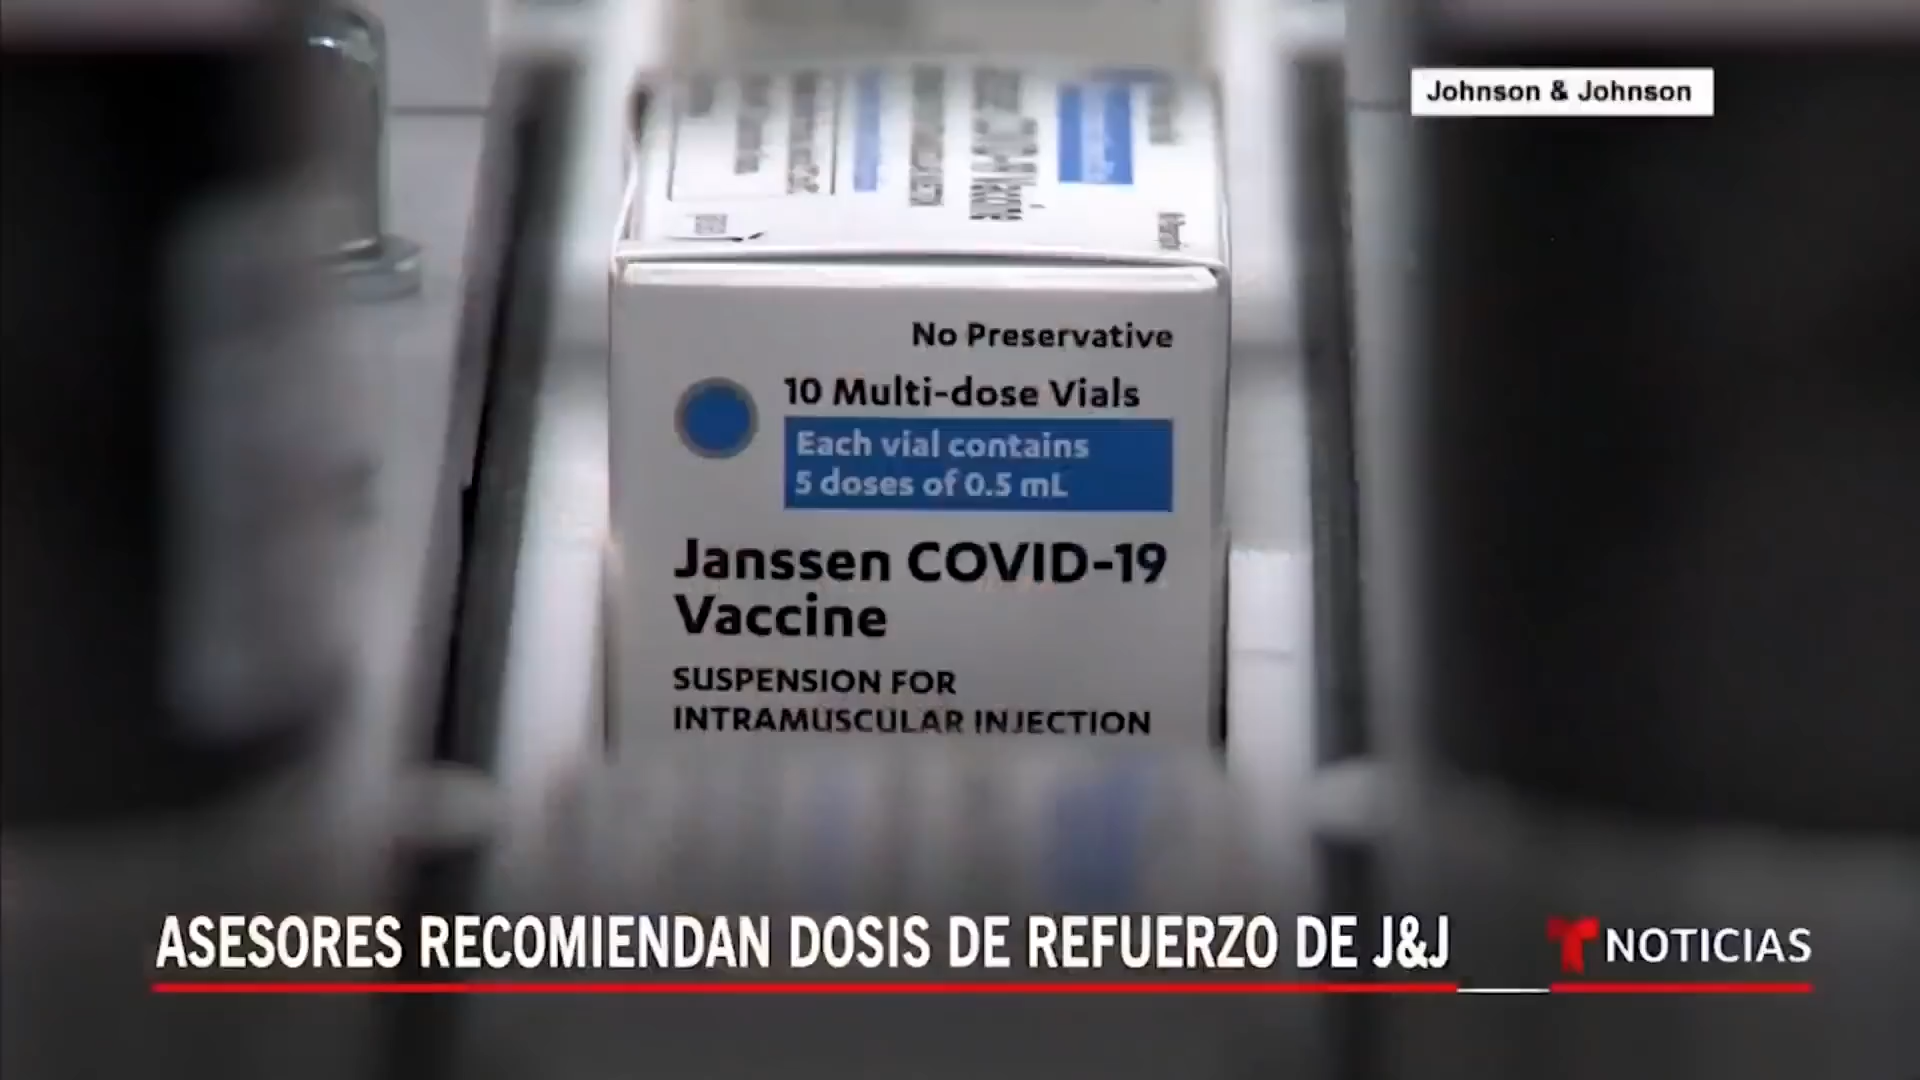 Johnson & Johnson
No Preservative
10 Multi-dose Vials
Each vial contains
5 doses of 0.5 mL
Janssen COVID-19
Vaccine
SUSPENSION FOR
INTRAMUSCULAR INJECTION
ASESORES RECOMIENDAN DOSIS DE REFUERZO DE J&J
NOTICIAS